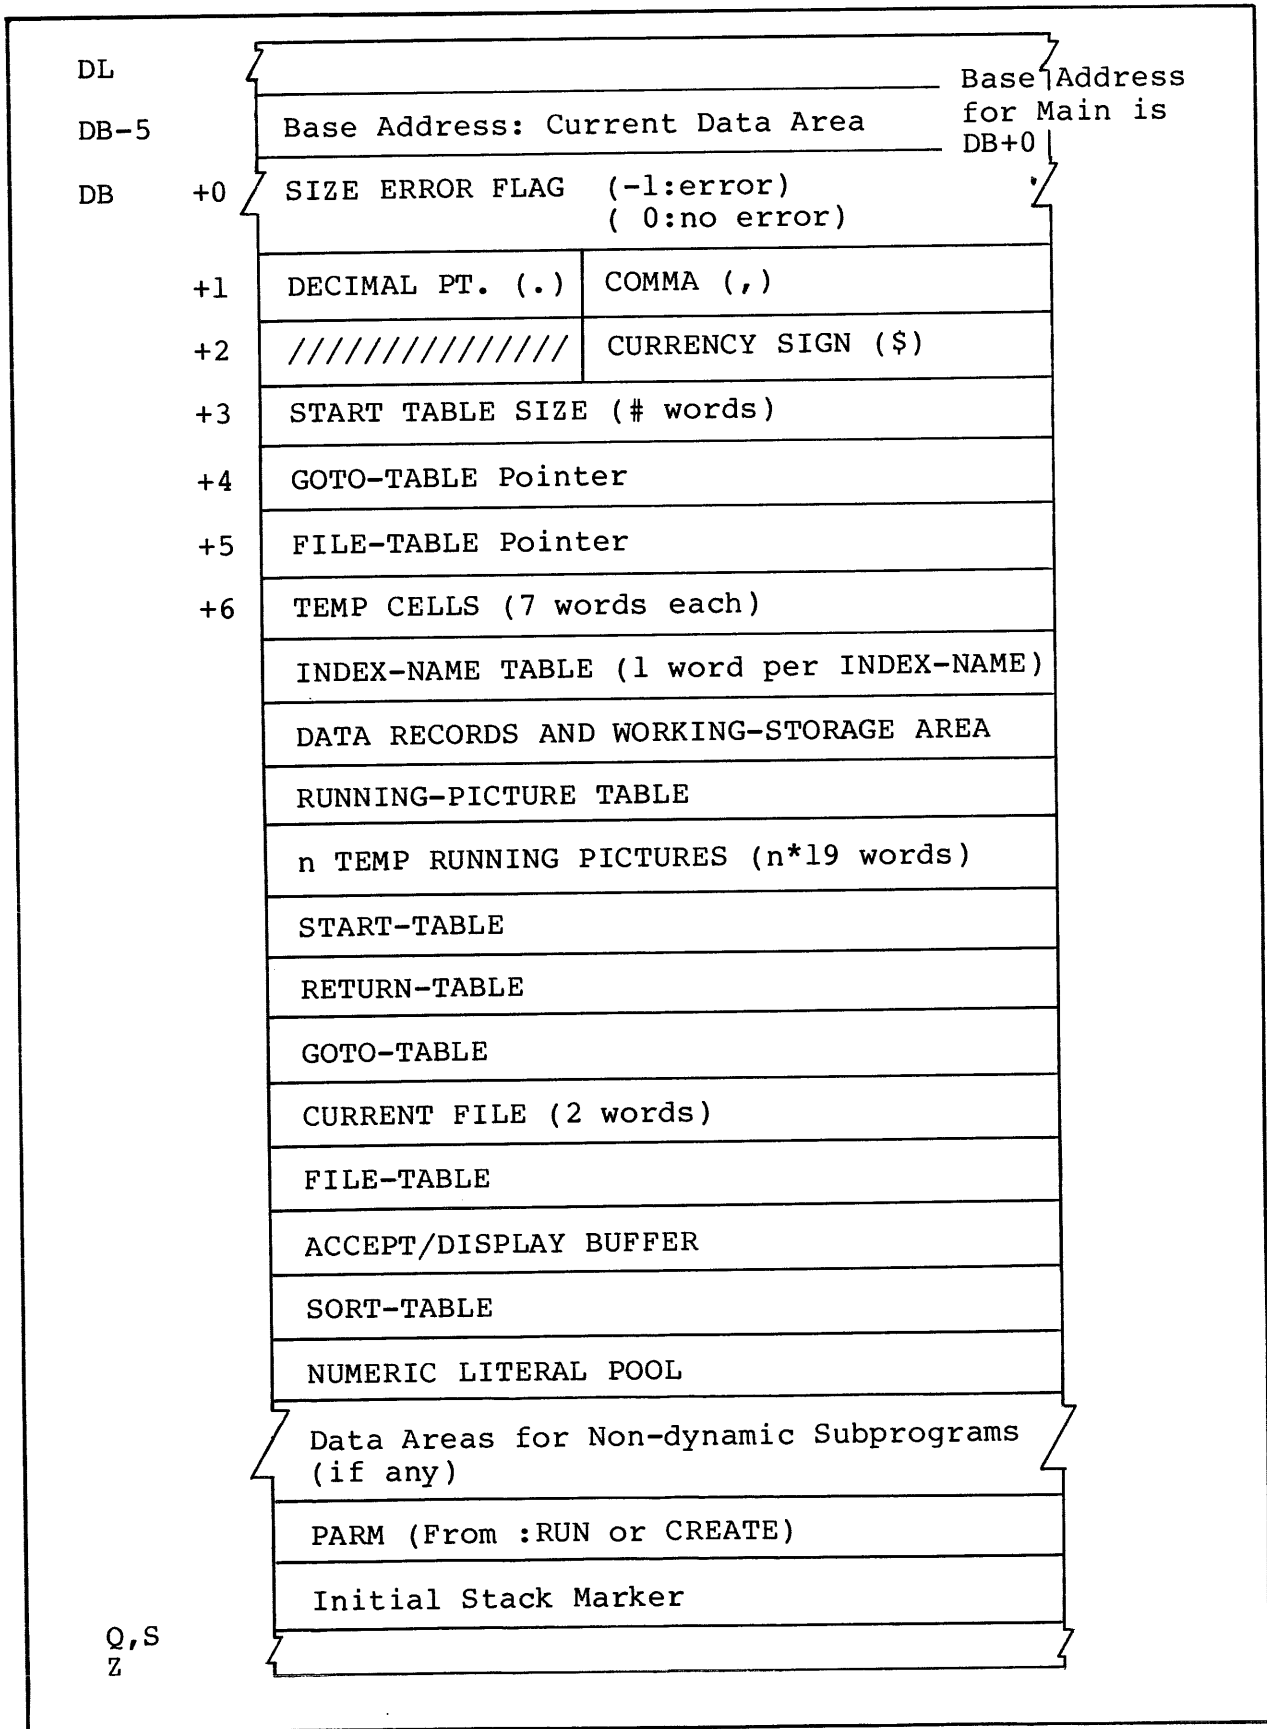 DL
Base Address
for Main is
DB+0
DB-5 Base Address: Current Data Area
DB +0 SIZE ERROR FLAG (-1:error)
( 0:no error)
+1 DECIMAL PT. (.) COMMA (,)
+2 /////////////// CURRENCY SIGN ($)
+3 START TABLE SIZE (# words)
+4 GOTO-TABLE Pointer
+5 FILE-TABLE Pointer
+6 TEMP CELLS (7 words each)
INDEX-NAME TABLE (1 word per INDEX-NAME)
DATA RECORDS AND WORKING-STORAGE AREA
RUNNING-PICTURE TABLE
n TEMP RUNNING PICTURES (n*19 words)
START-TABLE
RETURN-TABLE
GOTO-TABLE
CURRENT FILE (2 words)
FILE-TABLE
ACCEPT/DISPLAY BUFFER
SORT-TABLE
NUMERIC LITERAL POOL
Data Areas for Non-dynamic Subprograms
(if any)
PARM (From :RUN or CREATE)
Initial Stack Marker
Q,S
Z